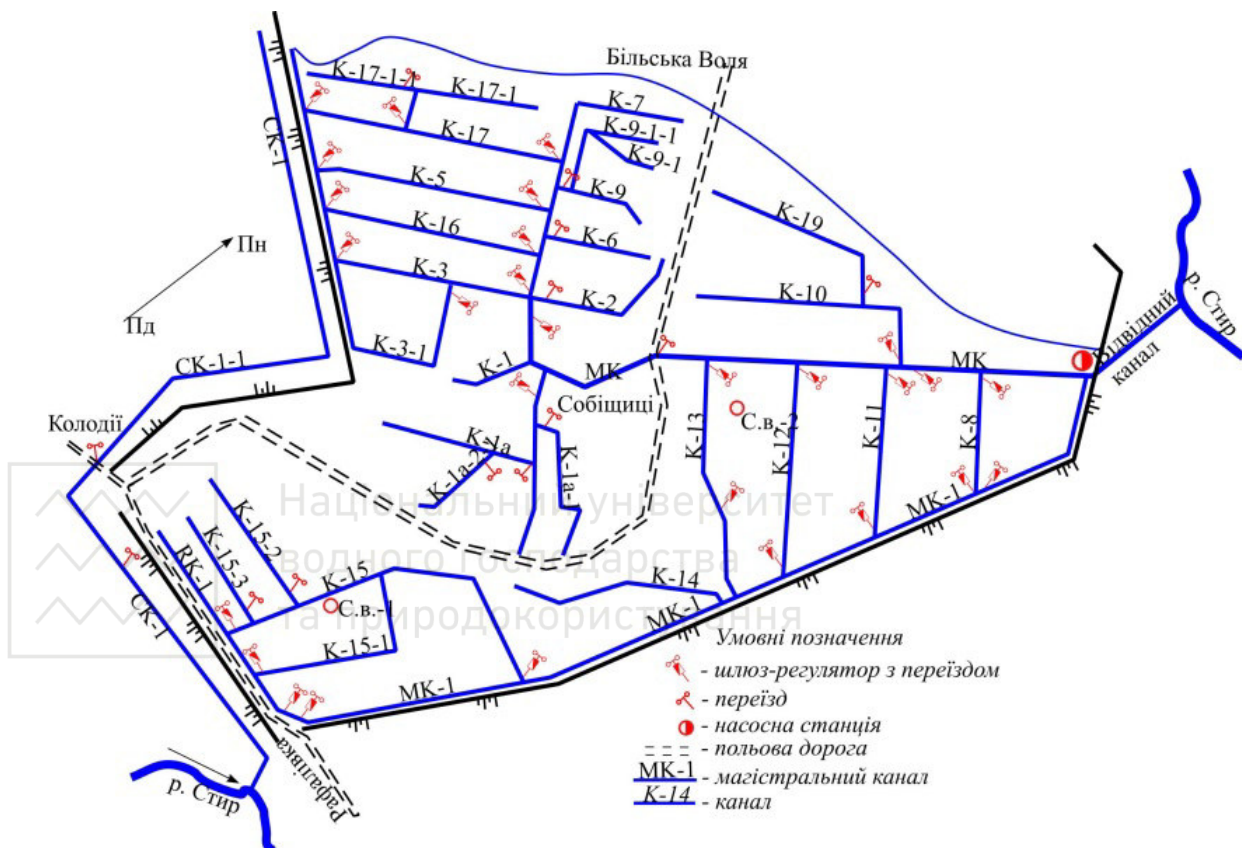 Більська Воля
К-17-1-1
К-17-1
К-7
К-9-1-1
К-17
К-9-1
СК-1
К-5
К-9
К-19
К-16
К-6
Пн
К-3
К-2
К-10
р. Стир
Пд
Відвідний
канал
К-3-1
СК-1-1
К-1
МК
МК
Собіщиці
Колодії
С.в.-2
К-13
К-12
К-11
К-8
К-1а
К-1а-2
К-1а-1
МК-1
Національний університет
водного господарства
та природокористування
К-15-2
К-15-3
РК-1
К-15
К-14
С.в.-1
МК-1
СК-1
К-15-1
МК-1
Умовні позначення
- шлюз-регулятор з переїздом
- переїзд
- насосна станція
- польова дорога
МК-1 - магістральний канал
К-14 - канал
Рафалівка
р. Стир